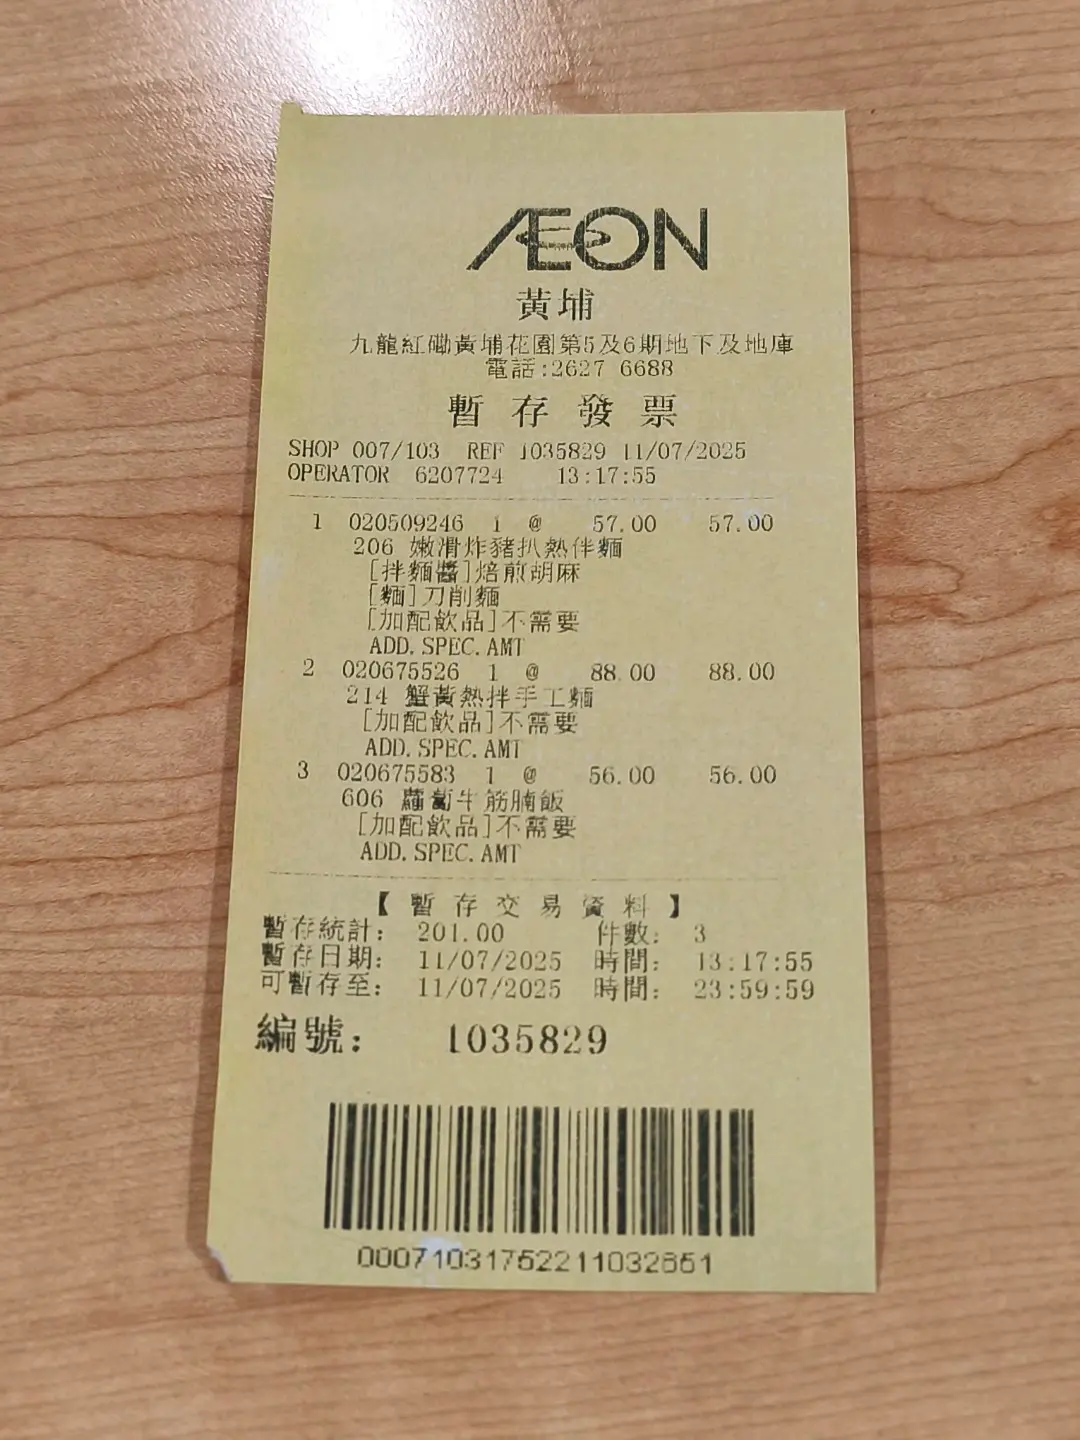 ÆON
黃埔
九龍紅磡黃埔花園第5及6期地下及地庫
電話:2627 6688
暫存發票
SHOP 007/103 REF 1035829 11/07/2025
OPERATOR 6207724 13:17:55
1 020509246 1 @ 57.00 57.00
206 嫩滑炸豬扒熱伴麵
[拌麵醬]焙煎胡麻
[麵]刀削麵
[加配飲品]不需要
ADD.SPEC.AMT
2 020675526 1 @ 88.00 88.00
214 蟹黃熱拌手工麵
[加配飲品]不需要
ADD.SPEC.AMT
3 020675583 1 @ 56.00 56.00
606 蘿蔔牛筋腩飯
[加配飲品]不需要
ADD.SPEC.AMT
【暫存交易資料】
暫存統計: 201.00 件數: 3
暫存日期: 11/07/2025 時間: 13:17:55
可暫存至: 11/07/2025 時間: 23:59:59
編號: 1035829
000710317522110328​51